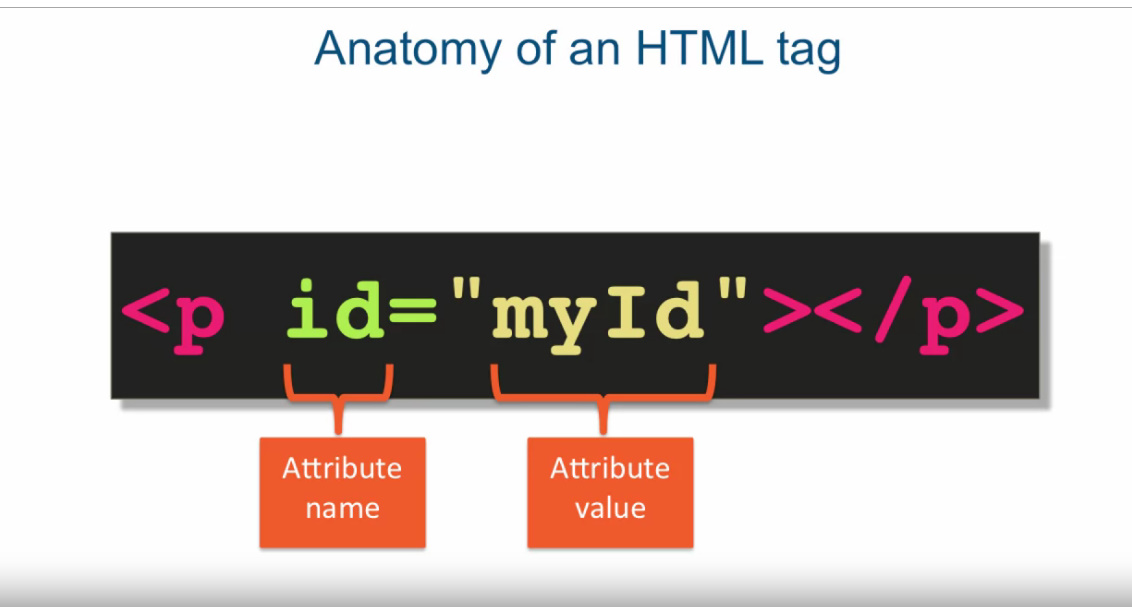 Anatomy of an HTML tag
<p id="myId"></p>
Attribute
name
Attribute
value